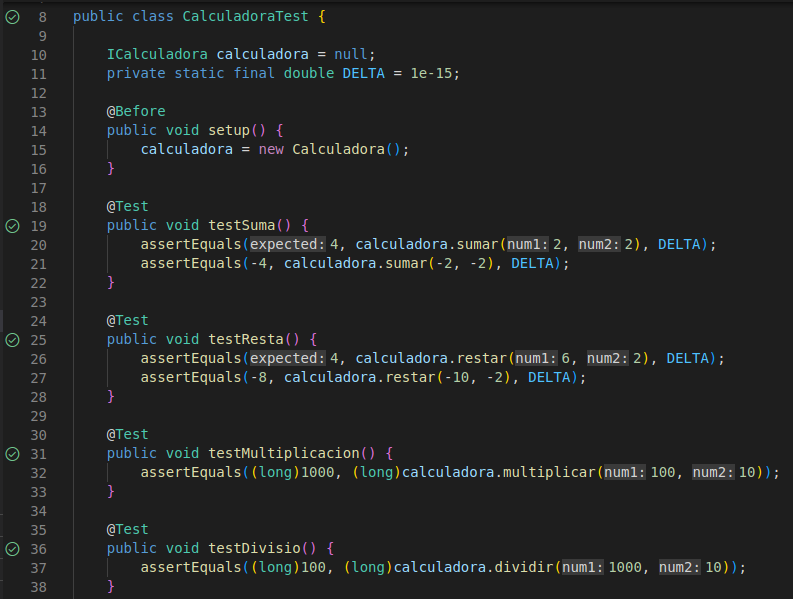 8 public class CalculadoraTest {
9
10 ICalculadora calculadora = null;
11 private static final double DELTA = 1e-15;
12
13 @Before
14 public void setup() {
15 calculadora = new Calculadora();
16 }
17
18 @Test
19 public void testSuma() {
20 assertEquals(expected: 4, calculadora.sumar(num1: 2, num2: 2), DELTA);
21 assertEquals(-4, calculadora.sumar(-2, -2), DELTA);
22 }
23
24 @Test
25 public void testResta() {
26 assertEquals(expected: 4, calculadora.restar(num1: 6, num2: 2), DELTA);
27 assertEquals(-8, calculadora.restar(-10, -2), DELTA);
28 }
29
30 @Test
31 public void testMultiplicacion() {
32 assertEquals((long)1000, (long)calculadora.multiplicar(num1: 100, num2: 10));
33 }
34
35 @Test
36 public void testDivisio() {
37 assertEquals((long)100, (long)calculadora.dividir(num1: 1000, num2: 10));
38 }